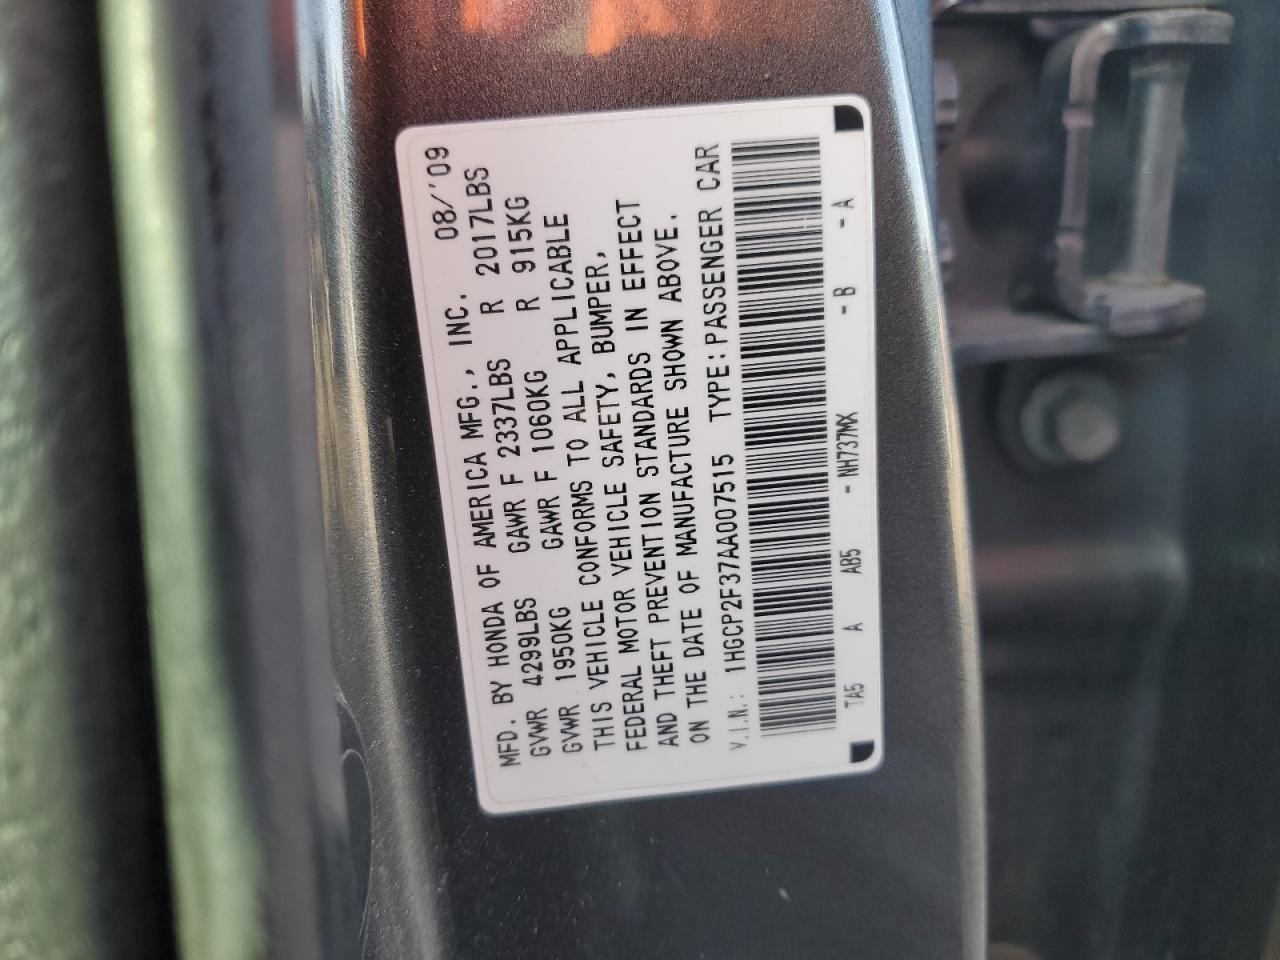 MFD. BY HONDA OF AMERICA MFG., INC. 08/'09
GVWR 4299LBS GAWR F 2337LBS R 2017LBS
GVWR 1950KG GAWR F 1060KG R 915KG
THIS VEHICLE CONFORMS TO ALL APPLICABLE
FEDERAL MOTOR VEHICLE SAFETY, BUMPER,
AND THEFT PREVENTION STANDARDS IN EFFECT
ON THE DATE OF MANUFACTURE SHOWN ABOVE.
V.I.N.: 1HGCP2F37AA007515 TYPE:PASSENGER CAR
TA5 A AB5 - NH737MX - B - A